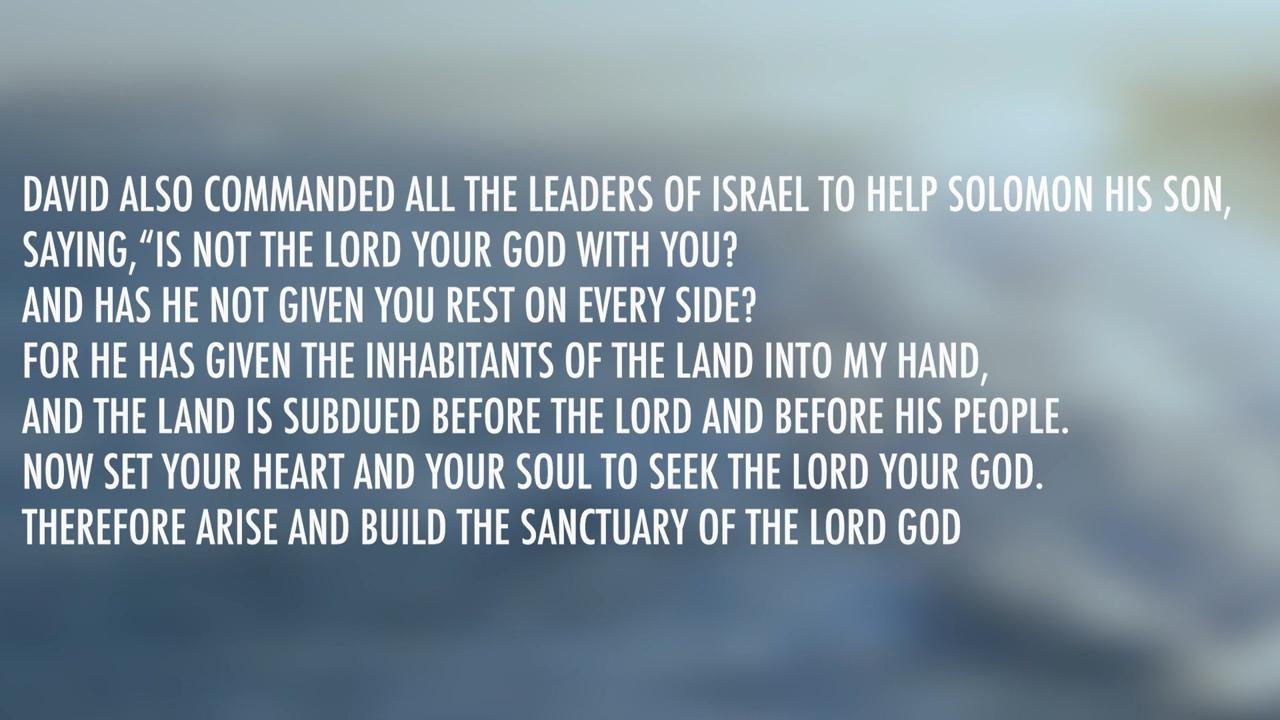 DAVID ALSO COMMANDED ALL THE LEADERS OF ISRAEL TO HELP SOLOMON HIS SON,
SAYING,“IS NOT THE LORD YOUR GOD WITH YOU?
AND HAS HE NOT GIVEN YOU REST ON EVERY SIDE?
FOR HE HAS GIVEN THE INHABITANTS OF THE LAND INTO MY HAND,
AND THE LAND IS SUBDUED BEFORE THE LORD AND BEFORE HIS PEOPLE.
NOW SET YOUR HEART AND YOUR SOUL TO SEEK THE LORD YOUR GOD.
THEREFORE ARISE AND BUILD THE SANCTUARY OF THE LORD GOD